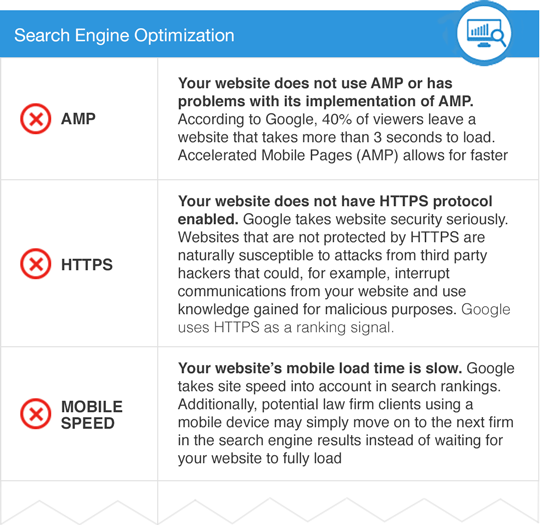 Search Engine Optimization
AMP
Your website does not use AMP or has
problems with its implementation of AMP.
According to Google, 40% of viewers leave a
website that takes more than 3 seconds to load.
Accelerated Mobile Pages (AMP) allows for faster
HTTPS
Your website does not have HTTPS protocol
enabled. Google takes website security seriously.
Websites that are not protected by HTTPS are
naturally susceptible to attacks from third party
hackers that could, for example, interrupt
communications from your website and use
knowledge gained for malicious purposes. Google
uses HTTPS as a ranking signal.
MOBILE
SPEED
Your website’s mobile load time is slow. Google
takes site speed into account in search rankings.
Additionally, potential law firm clients using a
mobile device may simply move on to the next firm
in the search engine results instead of waiting for
your website to fully load